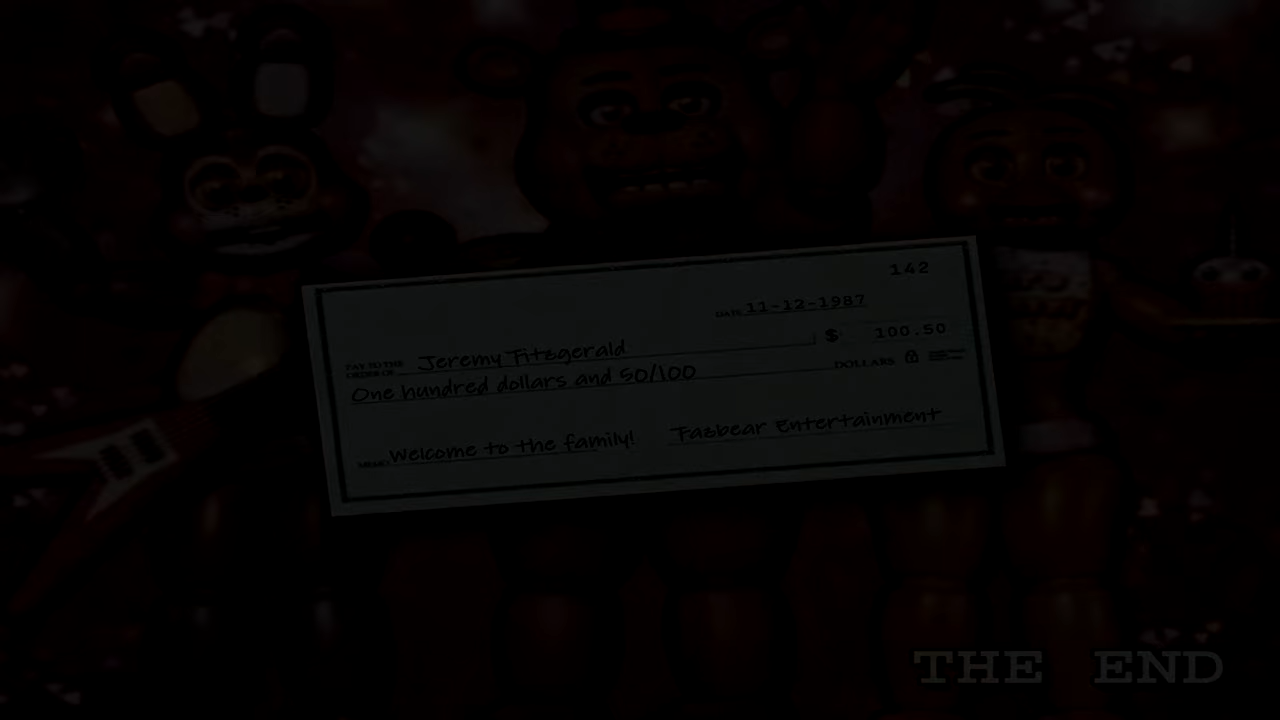 142
DATE 11-12-1987
PAY TO THE ORDER OF Jeremy Fitzgerald $ 100.50
One hundred dollars and 50/100 DOLLARS
MEMO Welcome to the family! Fazbear Entertainment
THE END